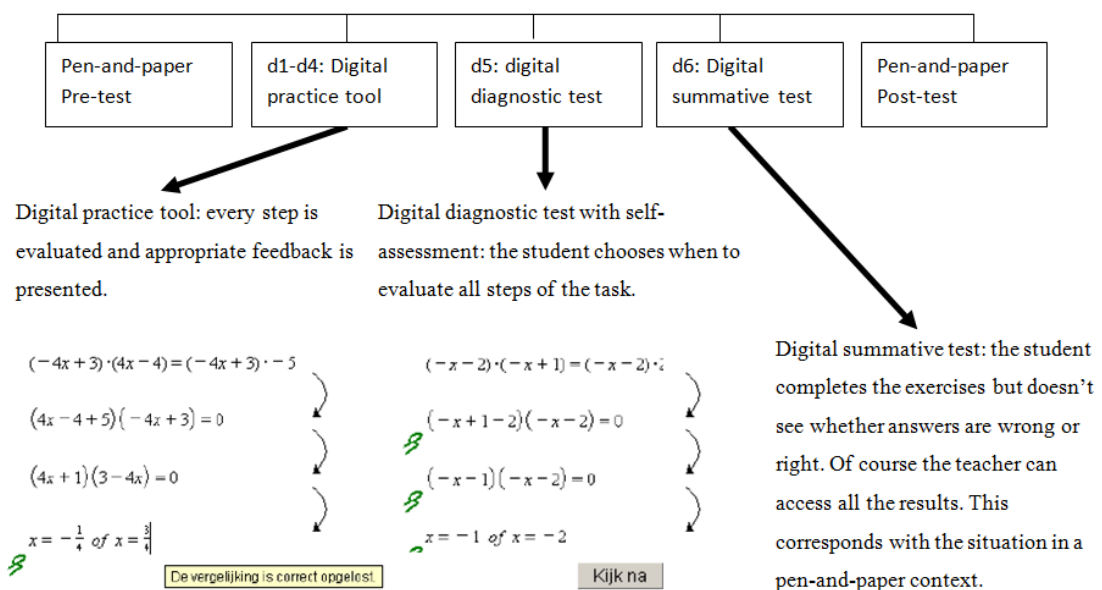 Pen-and-paper
Pre-test
d1-d4: Digital
practice tool
d5: digital
diagnostic test
d6: Digital
summative test
Pen-and-paper
Post-test
Digital practice tool: every step is
evaluated and appropriate feedback is
presented.
Digital diagnostic test with self-
assessment: the student chooses when to
evaluate all steps of the task.
(−4x+3)·(4x−4)=(−4x+3)·−5
(4x−4+5)(−4x+3)=0
(4x+1)(3−4x)=0
x=−1/4 of x=3/4
De vergelijking is correct opgelost.
(−x−2)·(−x+1)=(−x−2)·2
(−x+1−2)(−x−2)=0
(−x−1)(−x−2)=0
x=−1 of x=−2
Kijk na
Digital summative test: the student
completes the exercises but doesn’t
see whether answers are wrong or
right. Of course the teacher can
access all the results. This
corresponds with the situation in a
pen-and-paper context.